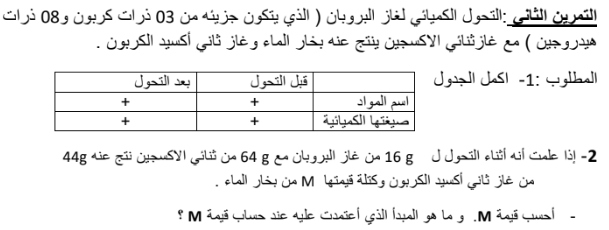 التمرين الثاني :التحول الكميائي لغاز البروبان ( الذي يتكون جزيئه من 03 ذرات كربون و08 ذرات
هيدروجين ) مع غازثنائي الاكسجين ينتج عنه بخار الماء وغاز ثاني أكسيد الكربون .
المطلوب :1- اكمل الجدول
قبل التحول بعد التحول
اسم المواد + +
صيغتها الكميائية + +
2- إذا علمت أنه أثناء التحول ل 16 g من غاز البروبان مع 64 g من ثنائي الاكسجين نتج عنه 44g
من غاز ثاني أكسيد الكربون وكتلة قيمتها M من بخار الماء .
- أحسب قيمة M. و ما هو المبدأ الذي أعتمدت عليه عند حساب قيمة M ؟